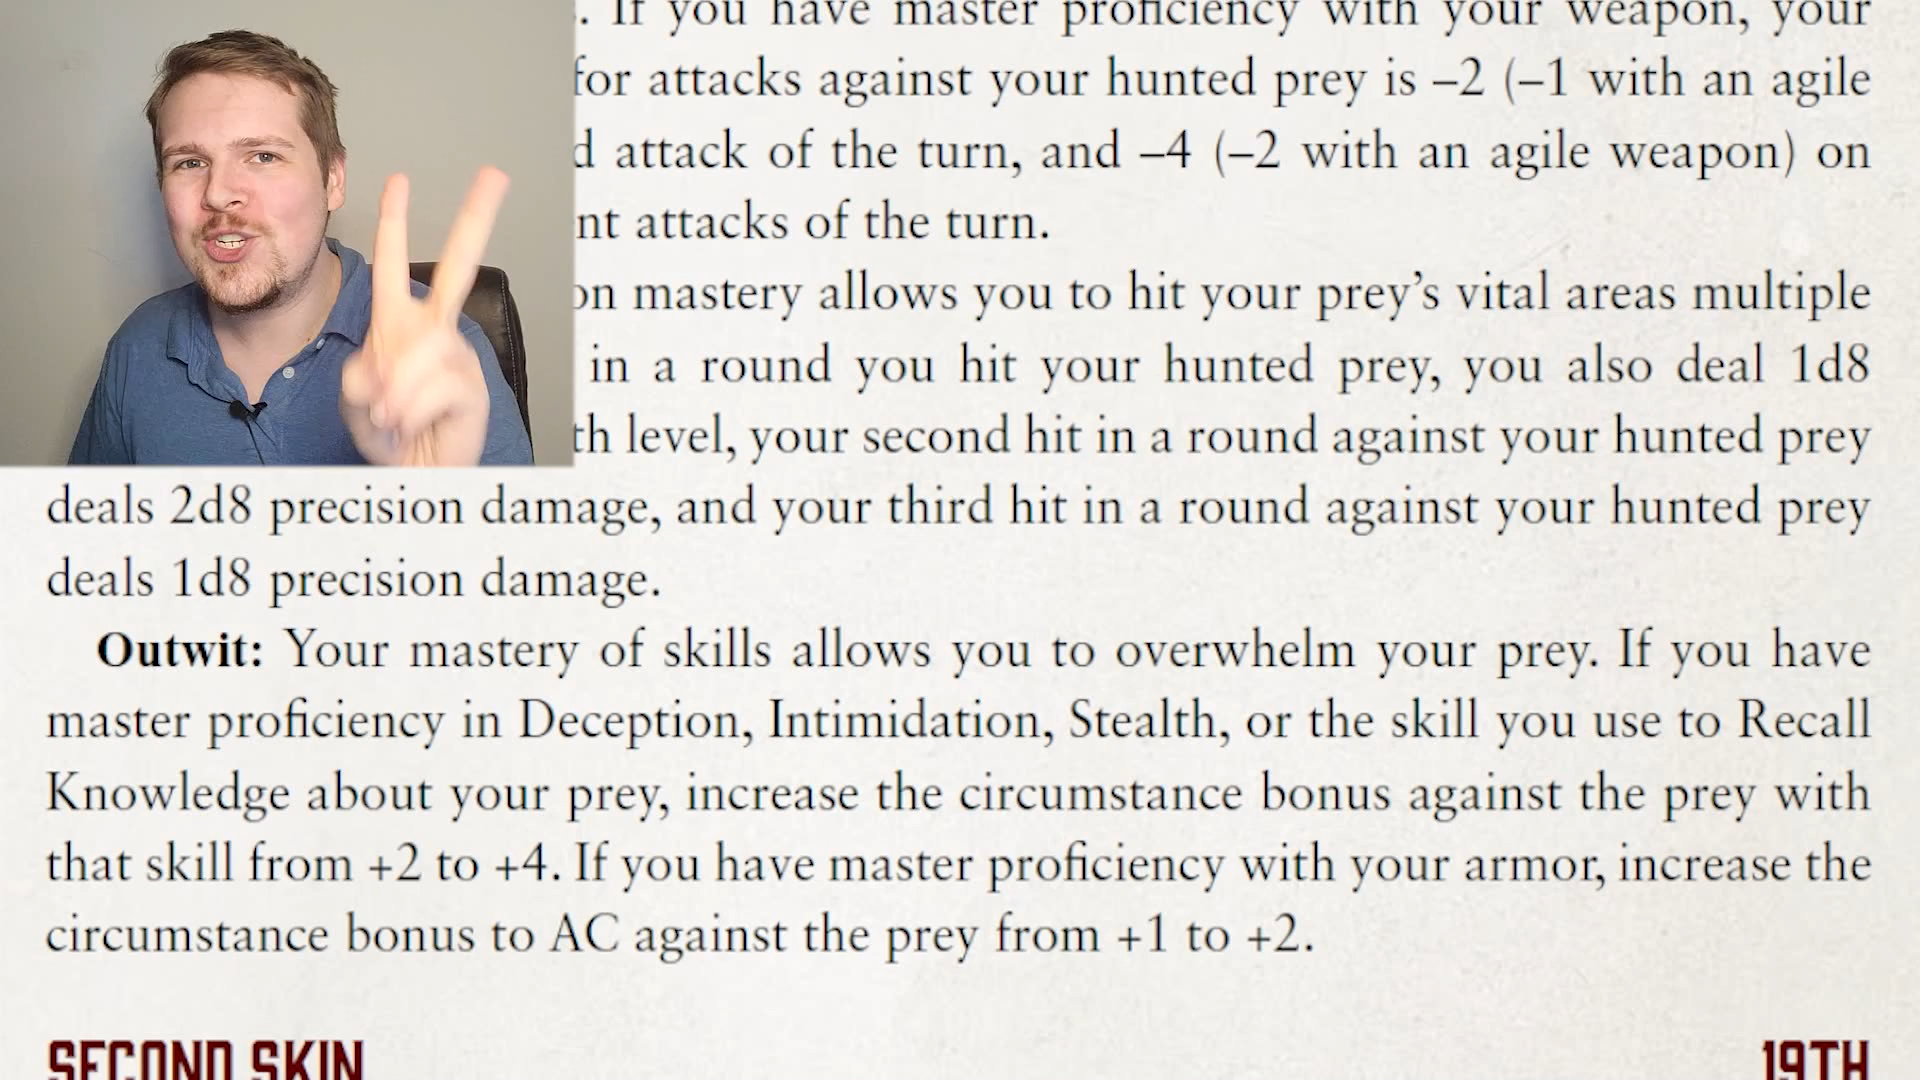 . If you have master proficiency with your weapon, your
for attacks against your hunted prey is –2 (–1 with an agile
attack of the turn, and –4 (–2 with an agile weapon) on
attacks of the turn.
mastery allows you to hit your prey’s vital areas multiple
in a round you hit your hunted prey, you also deal 1d8
th level, your second hit in a round against your hunted prey
deals 2d8 precision damage, and your third hit in a round against your hunted prey
deals 1d8 precision damage.
Outwit: Your mastery of skills allows you to overwhelm your prey. If you have
master proficiency in Deception, Intimidation, Stealth, or the skill you use to Recall
Knowledge about your prey, increase the circumstance bonus against the prey with
that skill from +2 to +4. If you have master proficiency with your armor, increase the
circumstance bonus to AC against the prey from +1 to +2.
SECOND SKIN 19TH